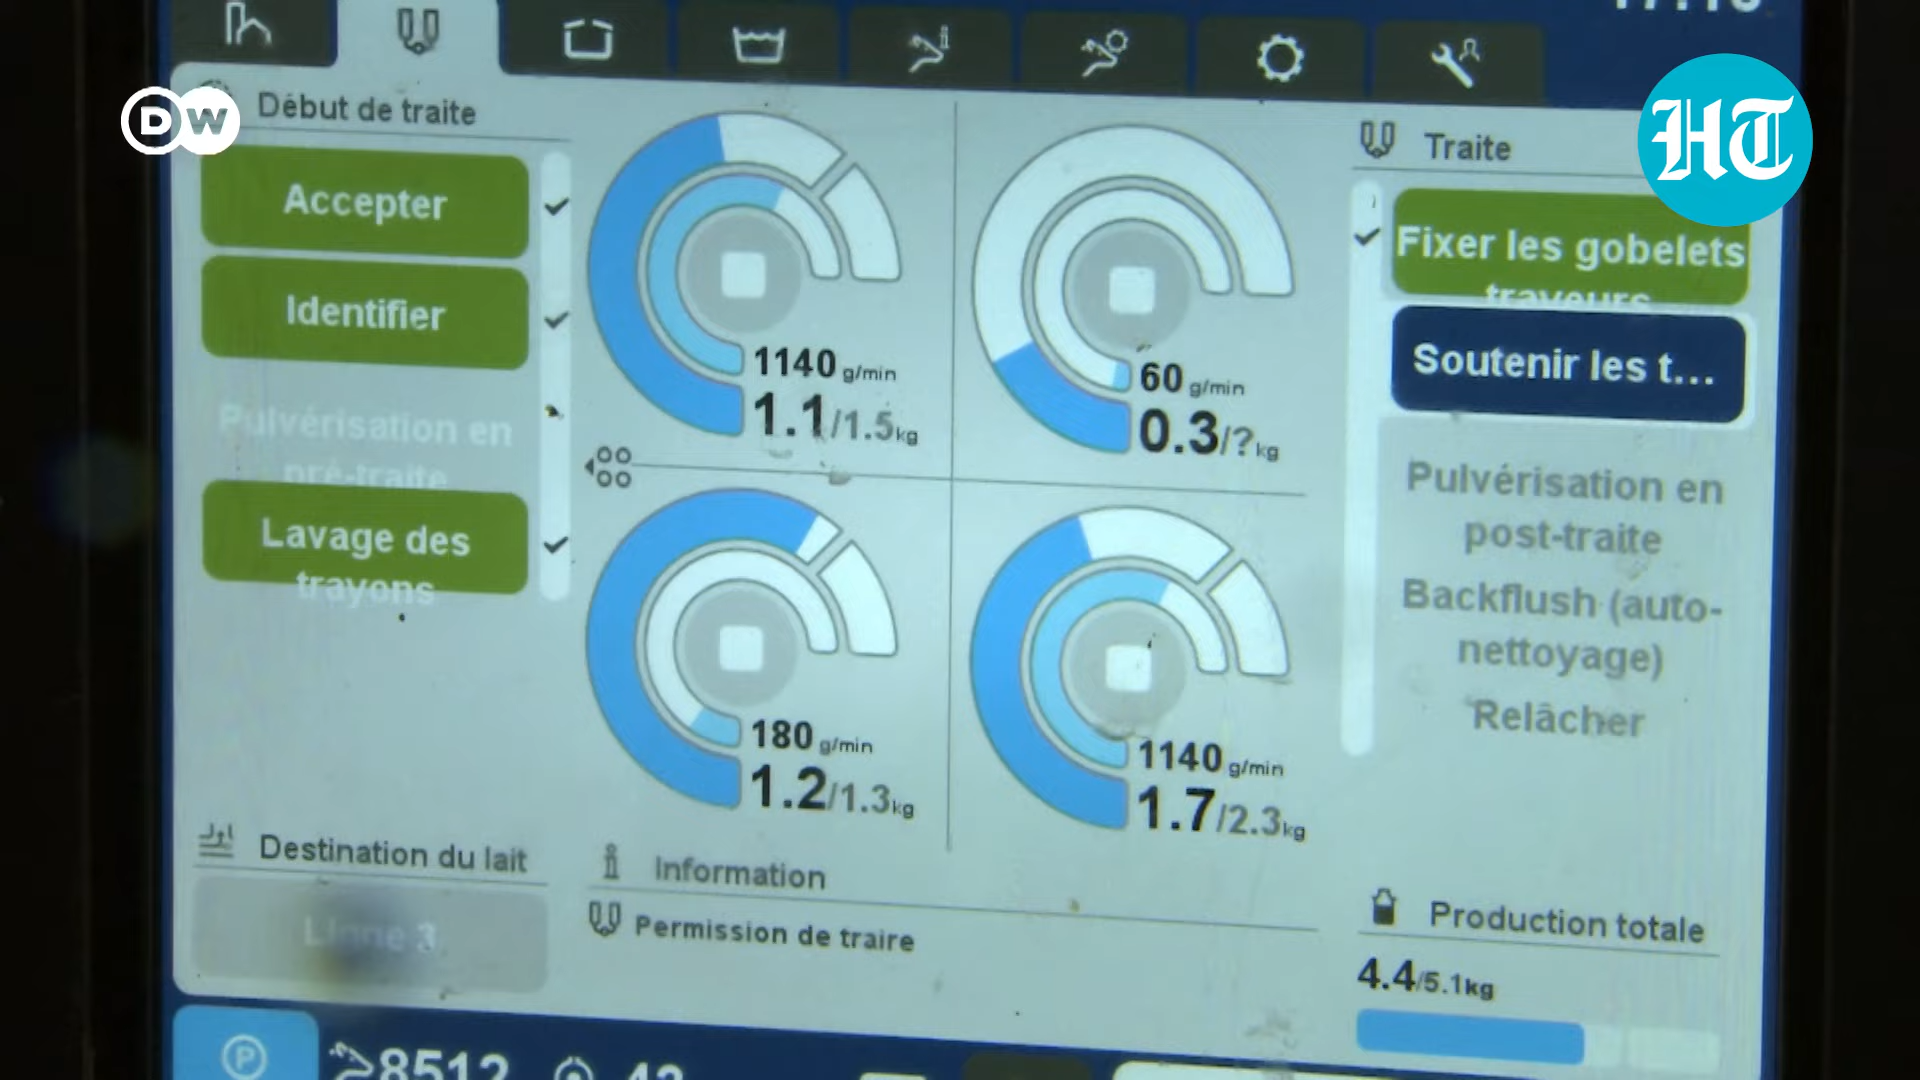 DW
HT
Début de traite
Accepter
Identifier
Pulvérisation en
pré-traite
Lavage des
trayons
1140 g/min
1.1/1.5kg
60 g/min
0.3/?kg
180 g/min
1.2/1.3kg
1140 g/min
1.7/2.3kg
Traite
Fixer les gobelets
trayeurs
Soutenir les t...
Pulvérisation en
post-traite
Backflush (auto-
nettoyage)
Relâcher
Destination du lait
Ligne 3
Information
Permission de traire
Production totale
4.4/5.1kg
P
8512